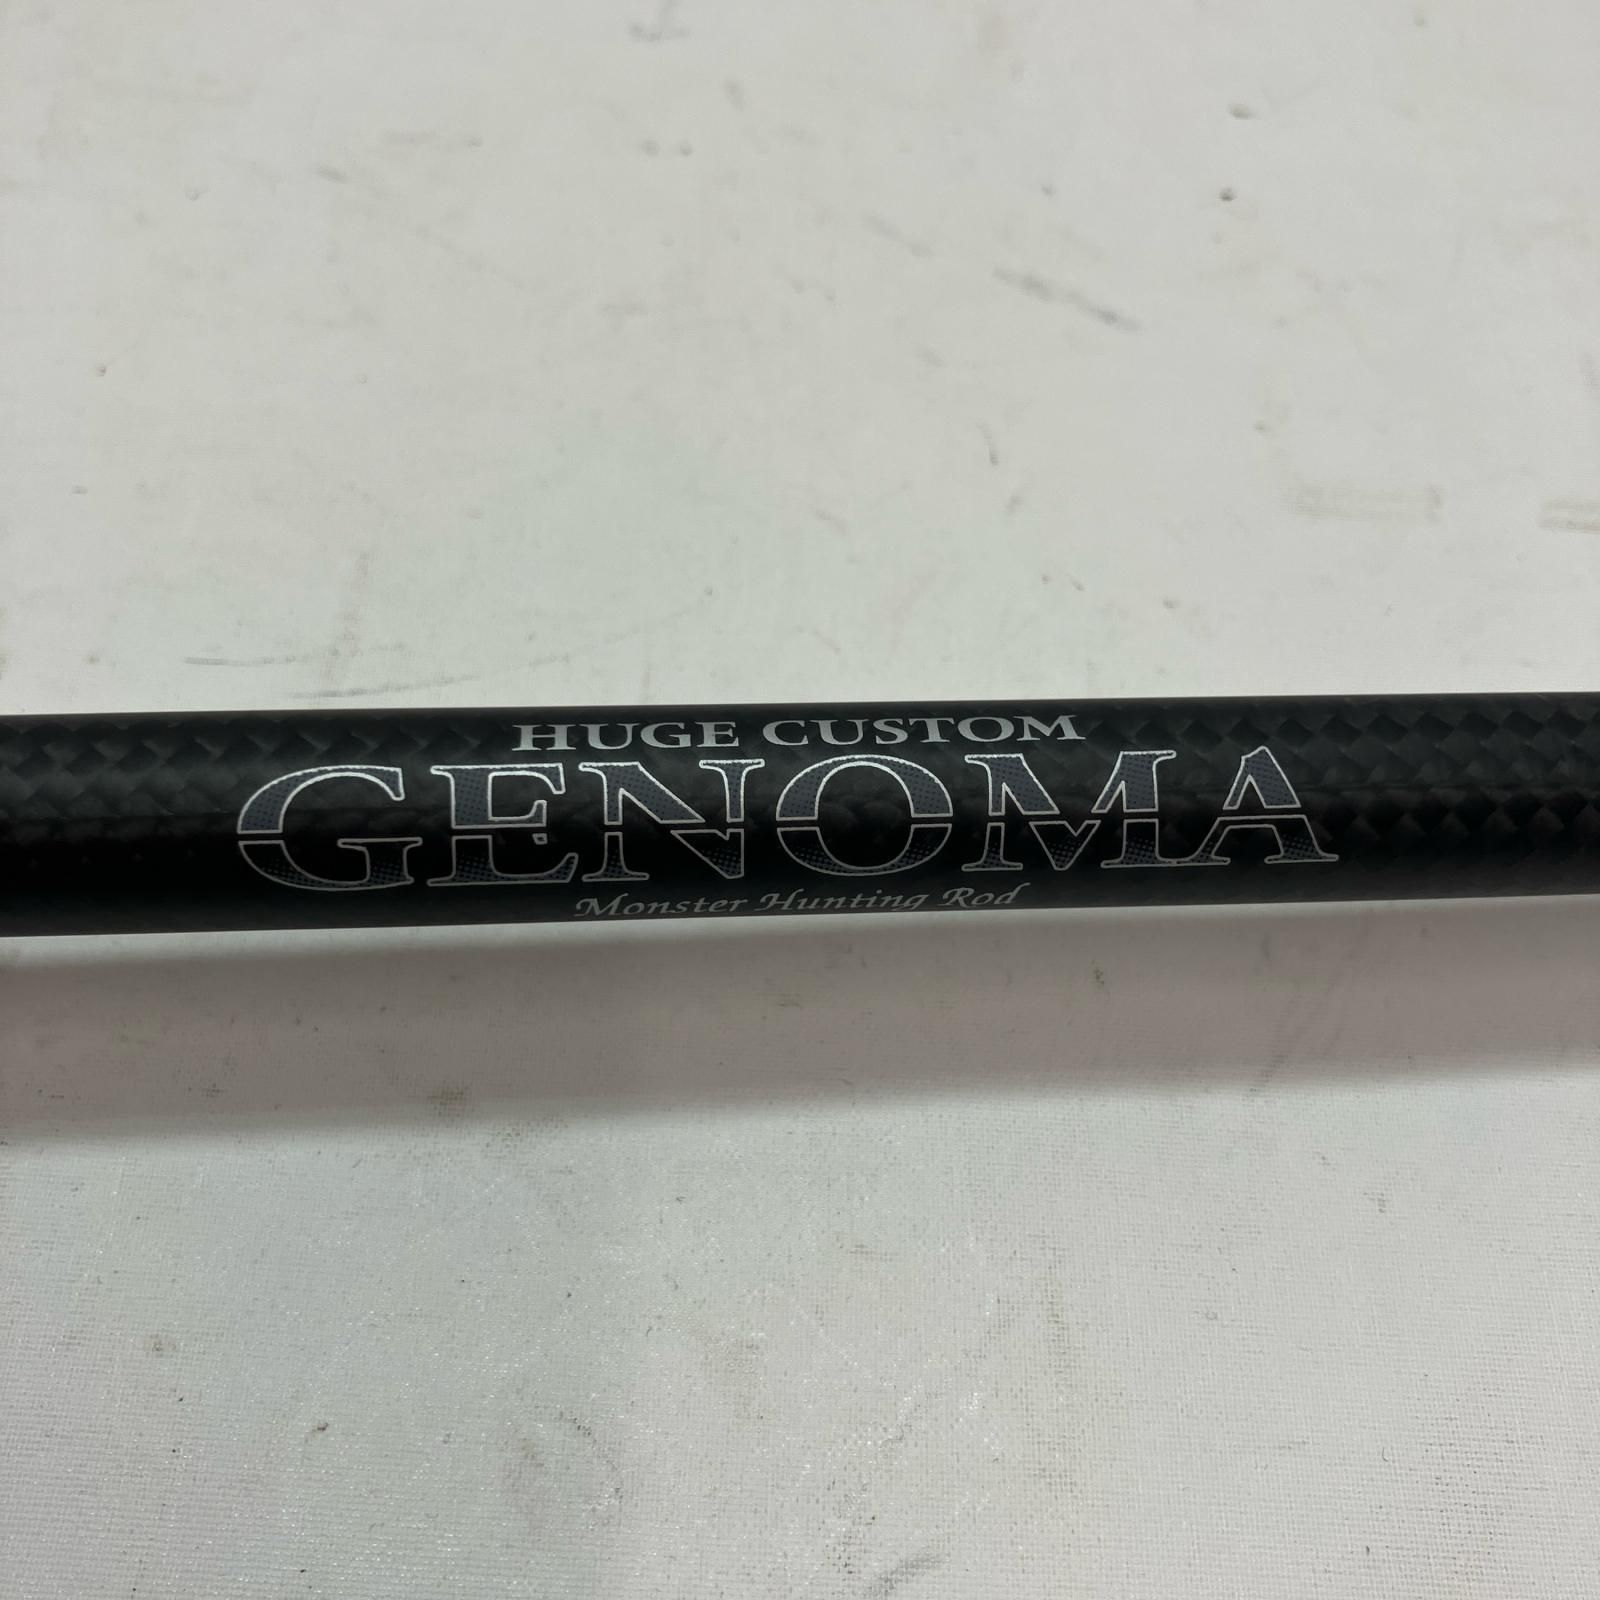 HUGE CUSTOM
GENOMA
Monster Hunting Rod